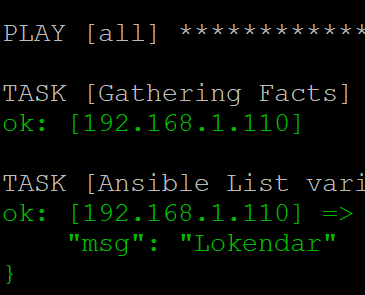 PLAY [all] ************
TASK [Gathering Facts]
ok: [192.168.1.110]
TASK [Ansible List vari
ok: [192.168.1.110] =>
    "msg": "Lokendar"
}